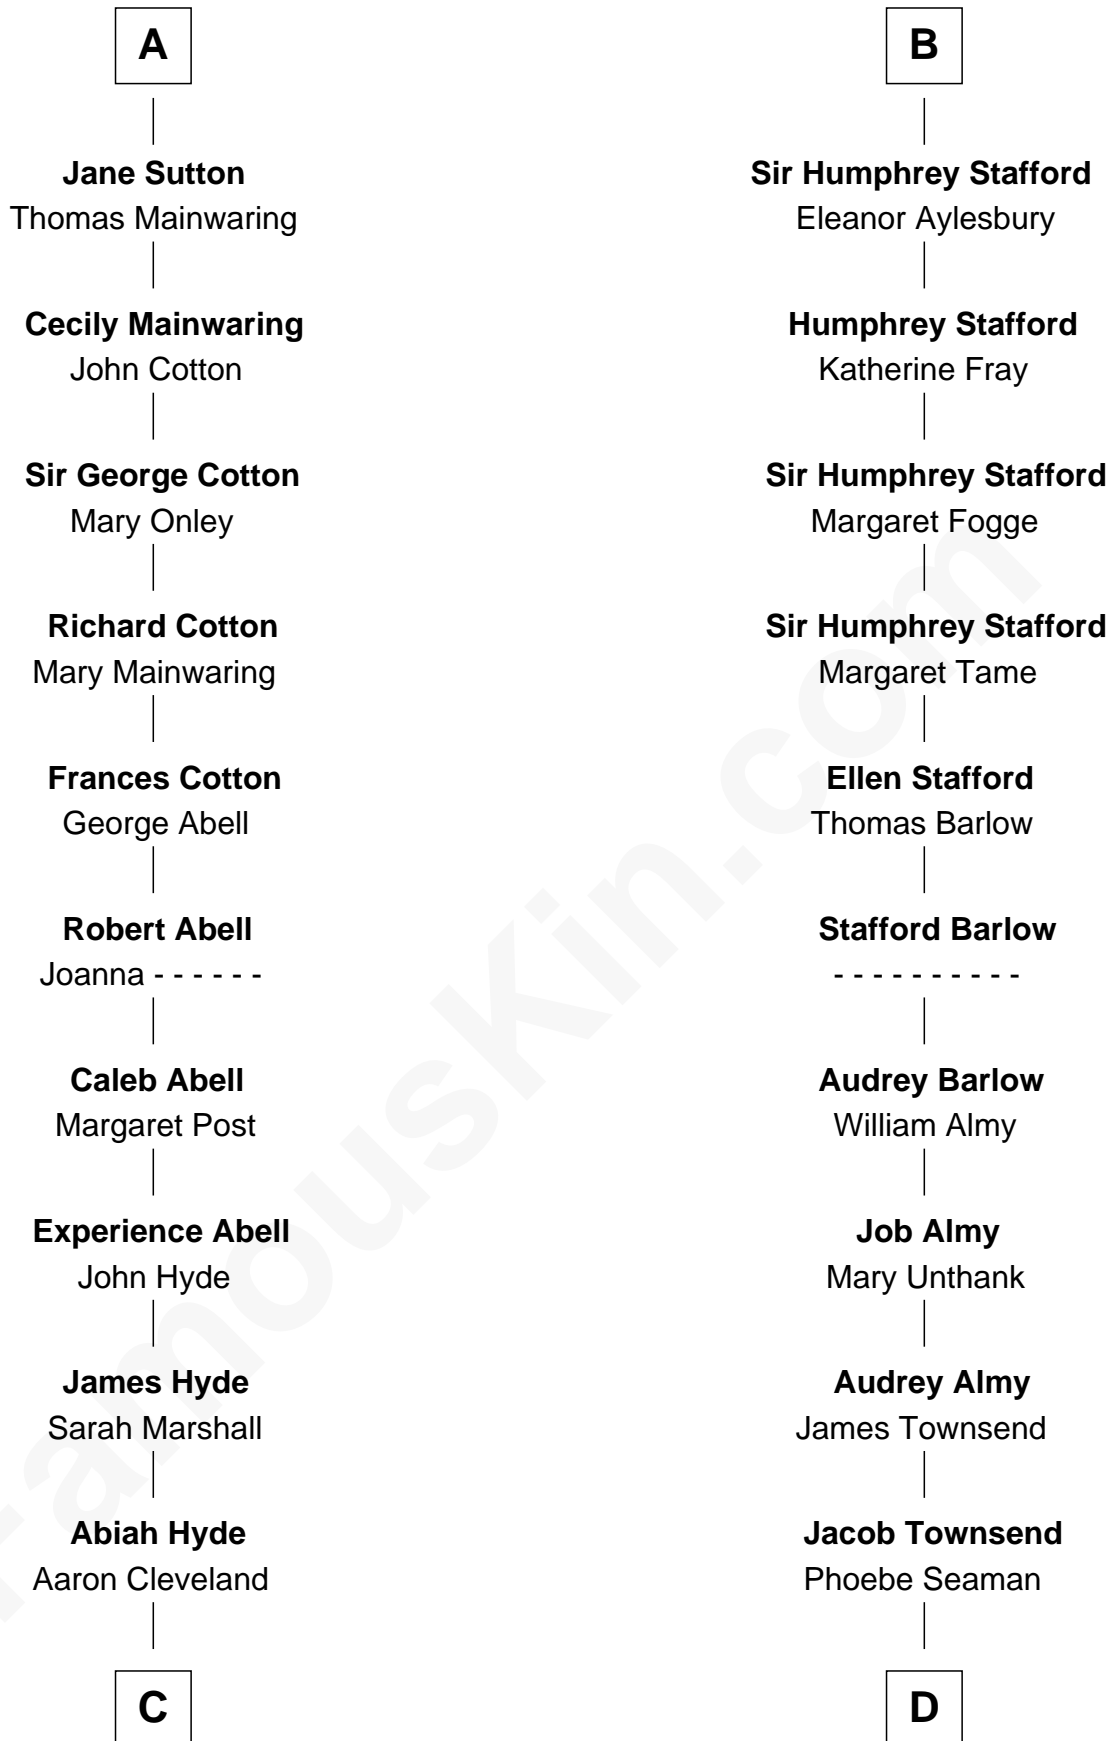 A
Jane Sutton
Thomas Mainwaring
Cecily Mainwaring
John Cotton
Sir George Cotton
Mary Onley
Richard Cotton
Mary Mainwaring
Frances Cotton
George Abell
Robert Abell
Joanna - - - - - -
Caleb Abell
Margaret Post
Experience Abell
John Hyde
James Hyde
Sarah Marshall
Abiah Hyde
Aaron Cleveland
C
B
Sir Humphrey Stafford
Eleanor Aylesbury
Humphrey Stafford
Katherine Fray
Sir Humphrey Stafford
Margaret Fogge
Sir Humphrey Stafford
Margaret Tame
Ellen Stafford
Thomas Barlow
Stafford Barlow
- - - - - - - - - -
Audrey Barlow
William Almy
Job Almy
Mary Unthank
Audrey Almy
James Townsend
Jacob Townsend
Phoebe Seaman
D
FamousKin.com